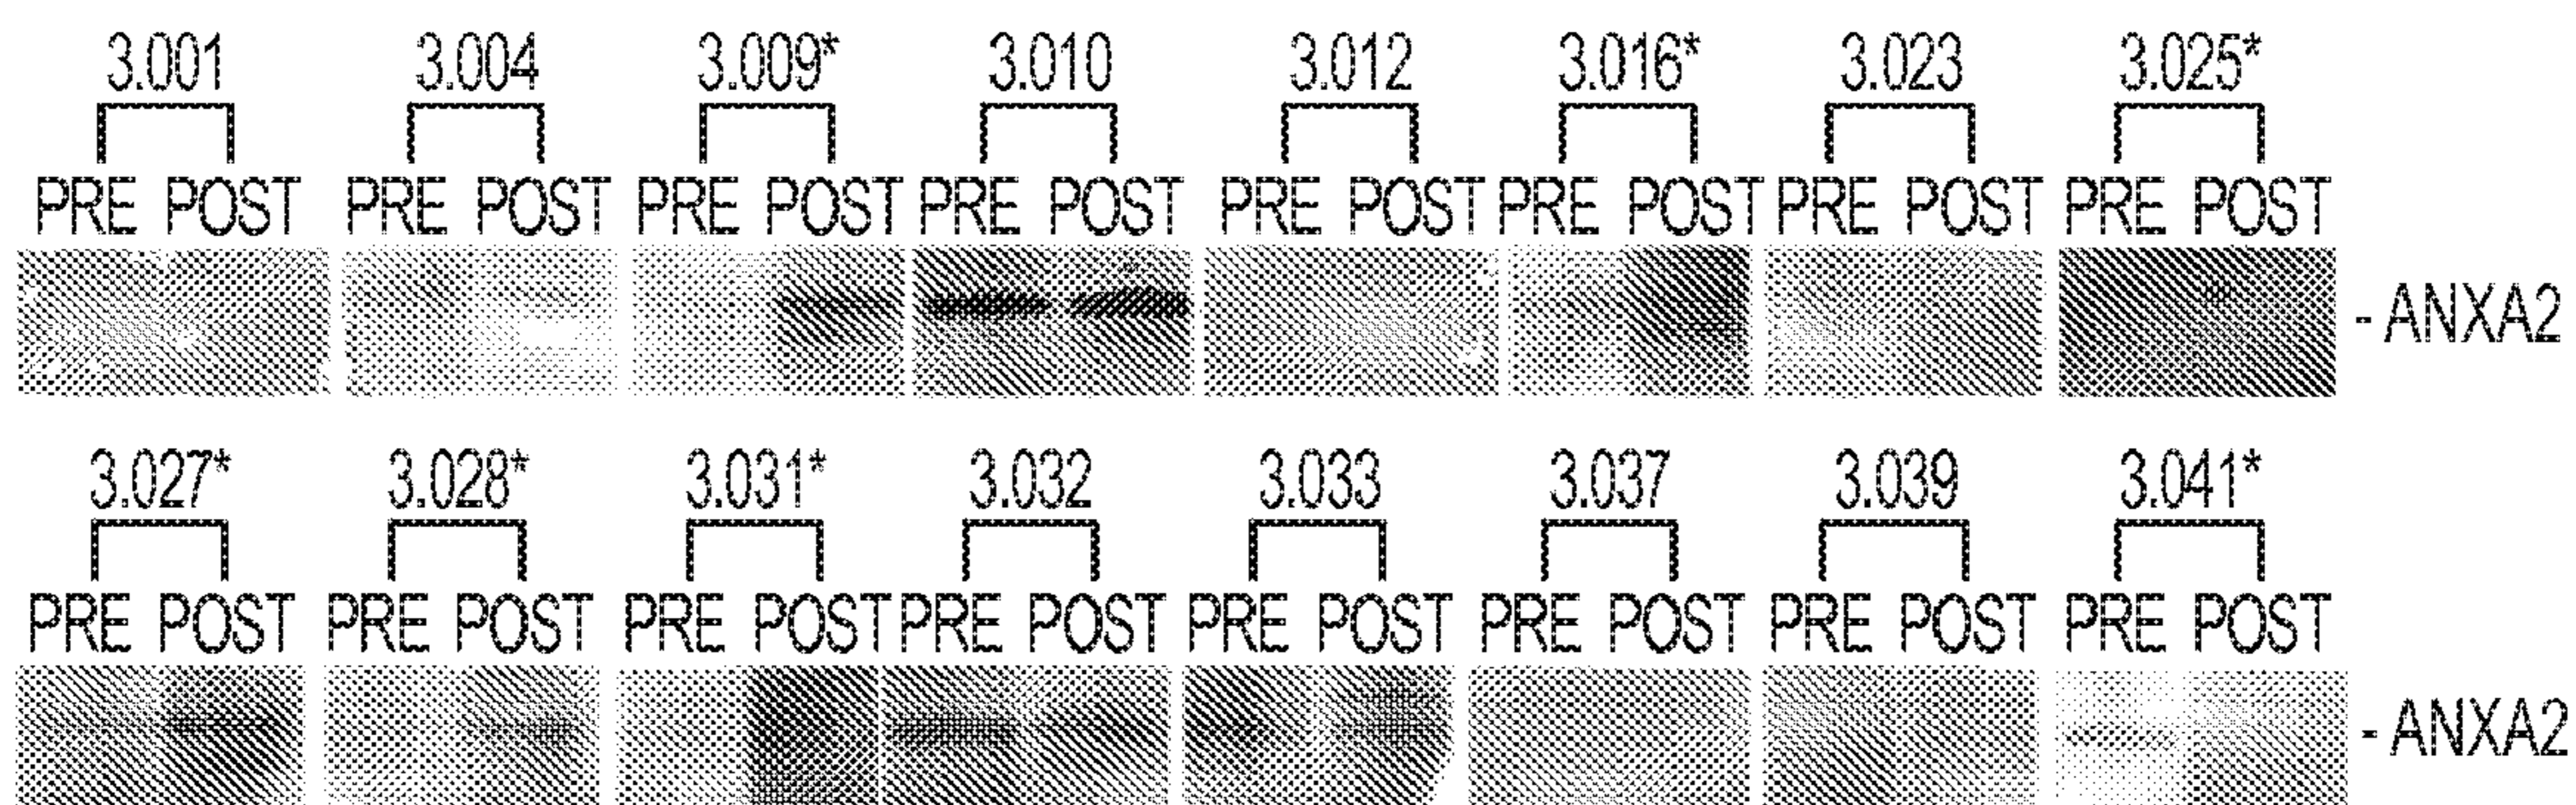 3.001 3.004 3.009* 3.010 3.012 3.016* 3.023 3.025*
PRE POST PRE POST PRE POST PRE POST PRE POST PRE POST PRE POST PRE POST
- ANXA2
3.027* 3.028* 3.031* 3.032 3.033 3.037 3.039 3.041*
PRE POST PRE POST PRE POST PRE POST PRE POST PRE POST PRE POST PRE POST
- ANXA2